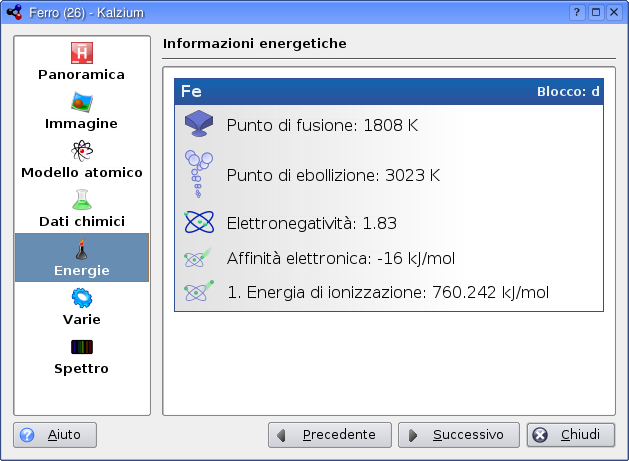 Ferro (26) - Kalzium
Panoramica
Immagine
Modello atomico
Dati chimici
Energie
Varie
Spettro
Informazioni energetiche
Fe
Blocco: d
Punto di fusione: 1808 K
Punto di ebollizione: 3023 K
Elettronegatività: 1.83
Affinità elettronica: -16 kJ/mol
1. Energia di ionizzazione: 760.242 kJ/mol
Aiuto
Precedente
Successivo
Chiudi